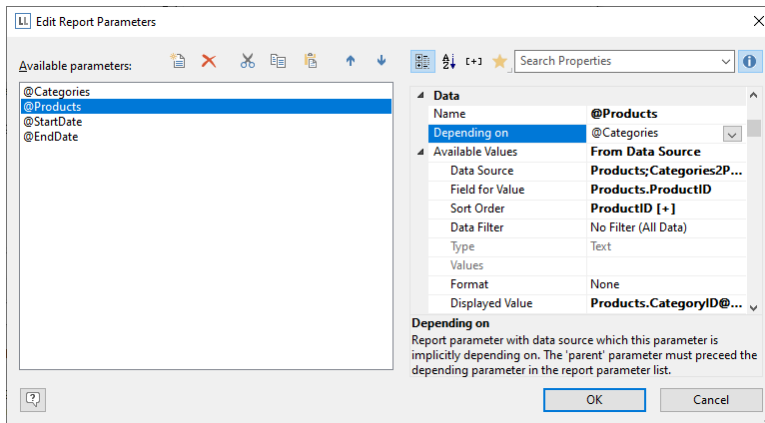 LL Edit Report Parameters
Available parameters:
Search Properties
@Categories
@Products
@StartDate
@EndDate
Data
Name @Products
Depending on @Categories
Available Values From Data Source
Data Source Products;Categories2P...
Field for Value Products.ProductID
Sort Order ProductID [+]
Data Filter No Filter (All Data)
Type Text
Values
Format None
Displayed Value Products.CategoryID@...
Depending on
Report parameter with data source which this parameter is
implicitly depending on. The 'parent' parameter must preceed the
depending parameter in the report parameter list.
OK Cancel